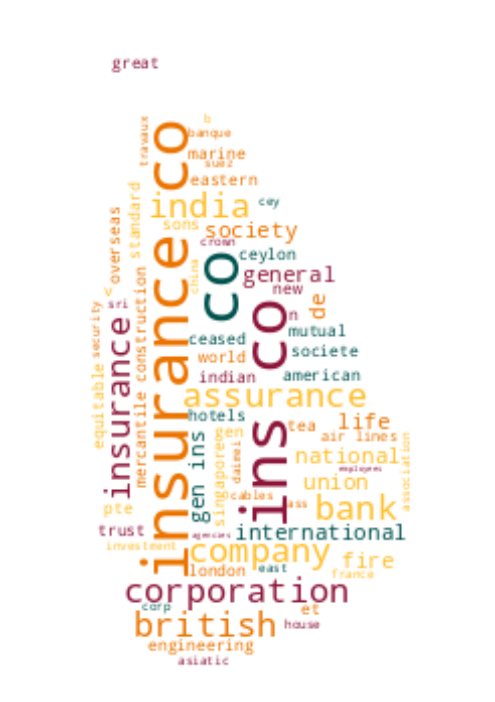 great
b
travaux
banque
insurance co
marine
suez
eastern
standard
india
cey
overseas
sons
society
crown
co
ceylon
china
general
new
<
sri
ins co
n
de
security
insurance
mercantile
construction
ceased
mutual
world
societe
indian
american
equitable
assurance
hotels
tea
life
gen ins
singapore
gen
air lines
daimei
national
employees
association
union
pte
cables
ass
bank
trust
agencies
international
investment
company
fire
london
east
france
corporation
corp
et
british
house
engineering
asiatic